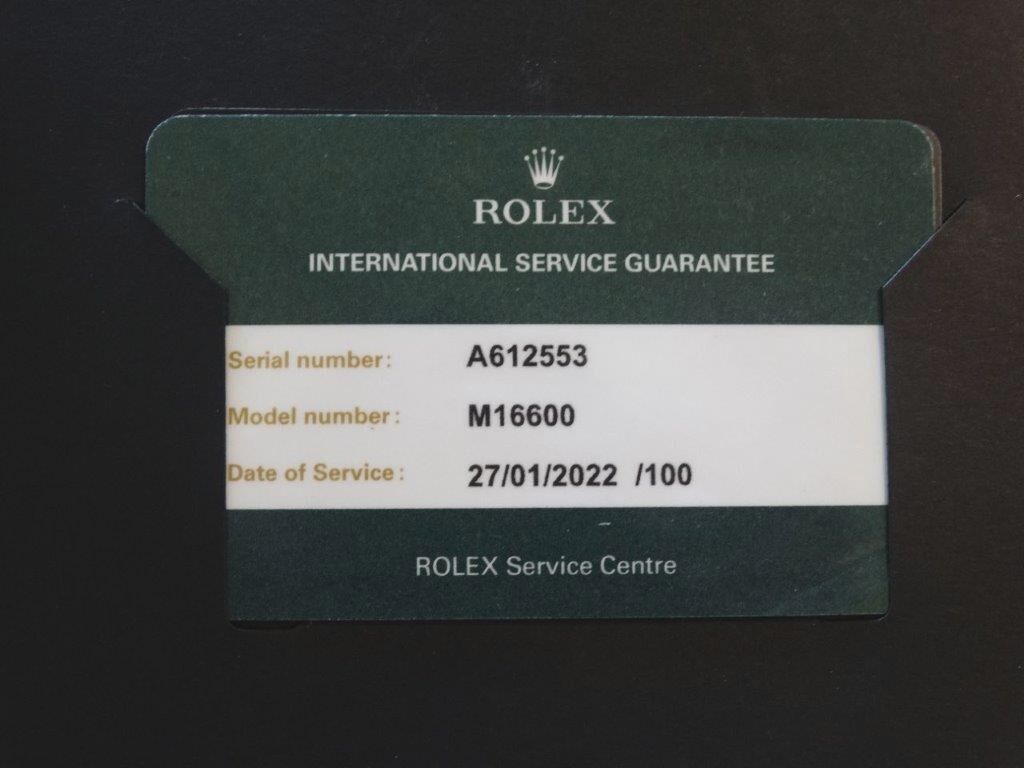 ROLEX
INTERNATIONAL SERVICE GUARANTEE
Serial number: A612553
Model number: M16600
Date of Service: 27/01/2022 /100
ROLEX Service Centre